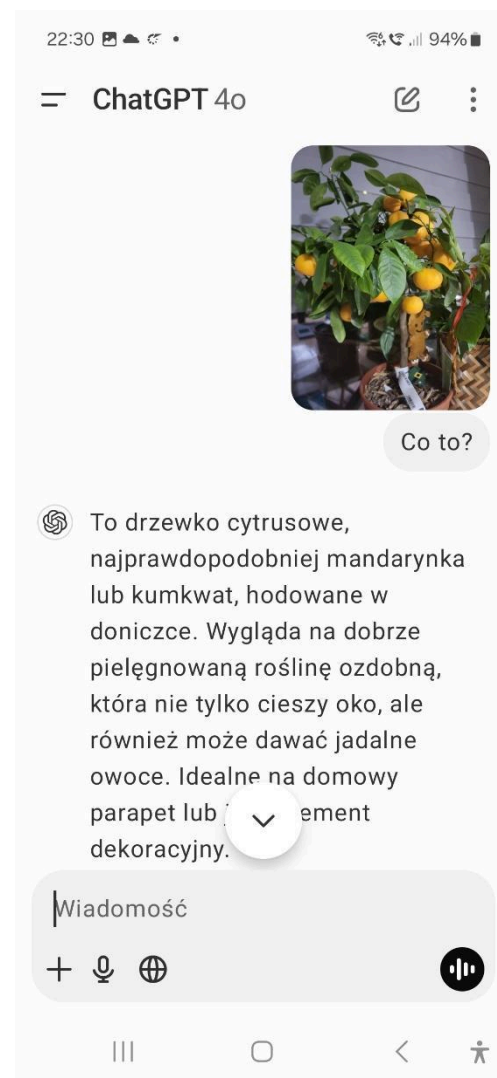 22:30 94%
ChatGPT 4o
Co to?
To drzewko cytrusowe,
najprawdopodobniej mandarynka
lub kumkwat, hodowane w
doniczce. Wygląda na dobrze
pielęgnowaną roślinę ozdobną,
która nie tylko cieszy oko, ale
również może dawać jadalne
owoce. Idealne na domowy
parapet lub
dekoracyjny.
Wiadomość